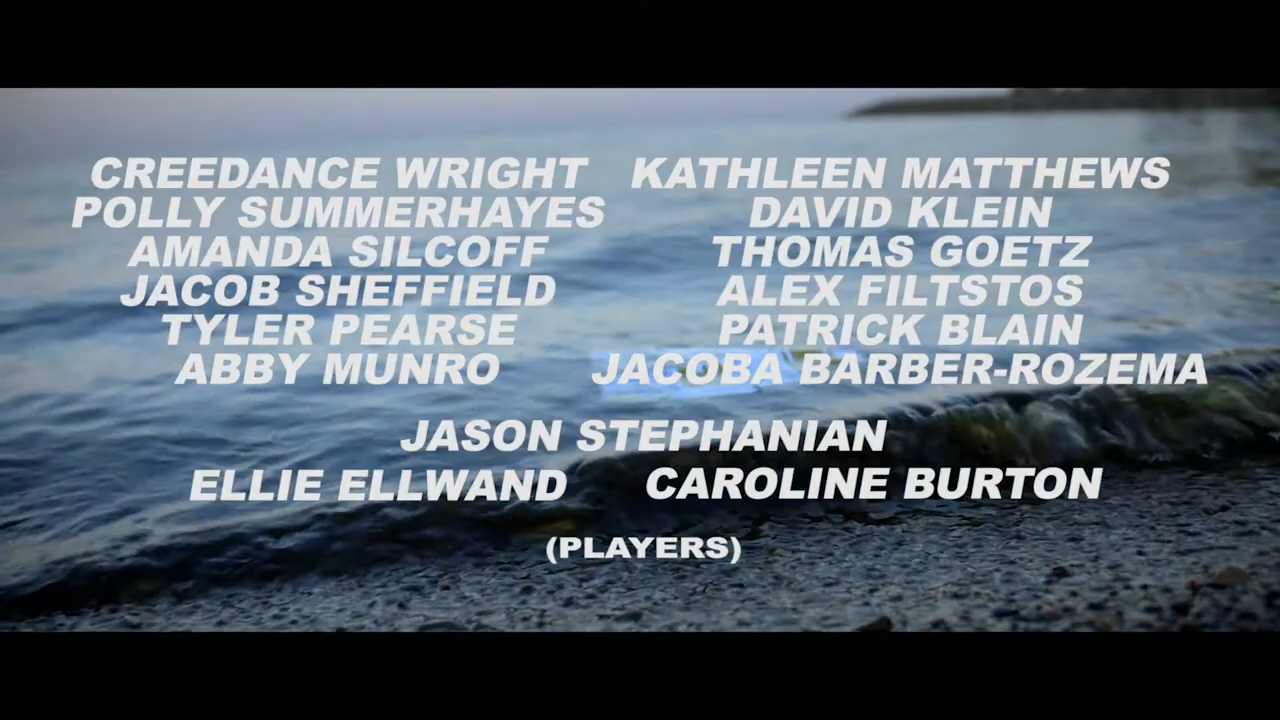 CREEDANCE WRIGHT KATHLEEN MATTHEWS
POLLY SUMMERHAYES DAVID KLEIN
AMANDA SILCOFF THOMAS GOETZ
JACOB SHEFFIELD ALEX FILTSTOS
TYLER PEARSE PATRICK BLAIN
ABBY MUNRO JACOBA BARBER-ROZEMA
JASON STEPHANIAN
ELLIE ELLWAND CAROLINE BURTON
(PLAYERS)